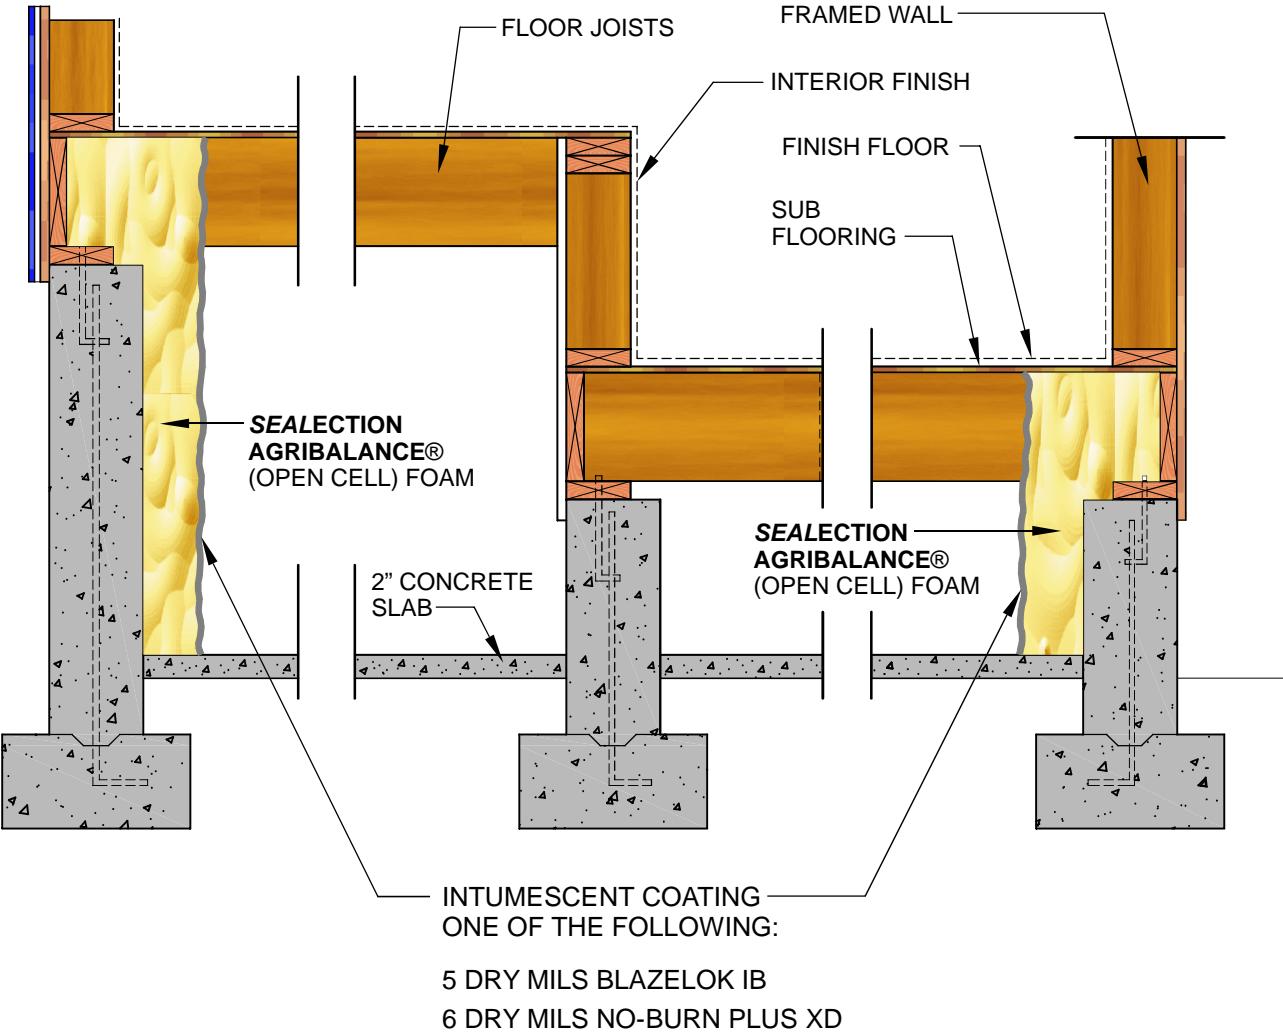 FLOOR JOISTS
FRAMED WALL
INTERIOR FINISH
FINISH FLOOR
SUB
FLOORING
SEALECTION
AGRIBALANCE®
(OPEN CELL) FOAM
SEALECTION
AGRIBALANCE®
(OPEN CELL) FOAM
2” CONCRETE
SLAB
INTUMESCENT COATING
ONE OF THE FOLLOWING:
5 DRY MILS BLAZELOK IB
6 DRY MILS NO-BURN PLUS XD